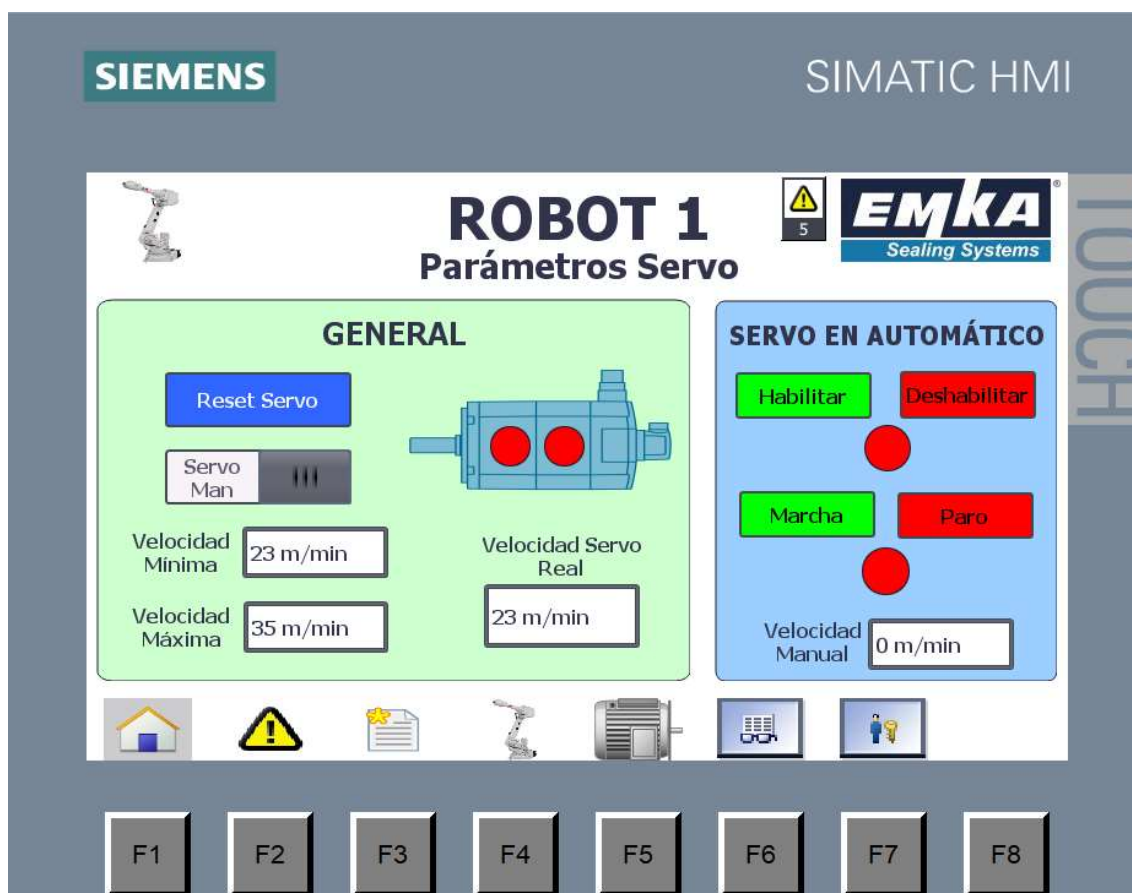 SIEMENS
SIMATIC HMI
TOUCH
ROBOT 1
Parámetros Servo
5
EMKA
®
Sealing Systems
GENERAL
Reset Servo
Servo
Man
Velocidad
Mínima
23 m/min
Velocidad
Máxima
35 m/min
Velocidad Servo
Real
23 m/min
SERVO EN AUTOMÁTICO
Habilitar
Deshabilitar
Marcha
Paro
Velocidad
Manual
0 m/min
F1
F2
F3
F4
F5
F6
F7
F8